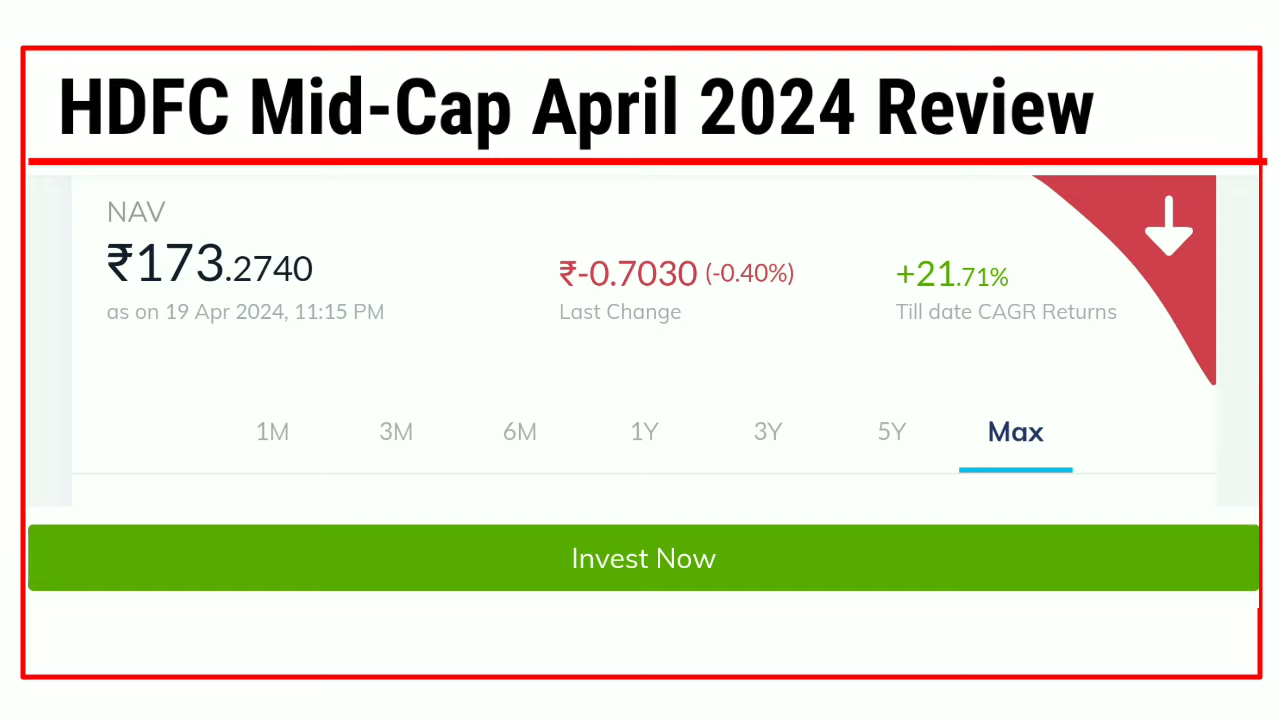 HDFC Mid-Cap April 2024 Review
NAV
₹173.2740
₹-0.7030 (-0.40%)
+21.71%
as on 19 Apr 2024, 11:15 PM
Last Change
Till date CAGR Returns
1M 3M 6M 1Y 3Y 5Y Max
Invest Now